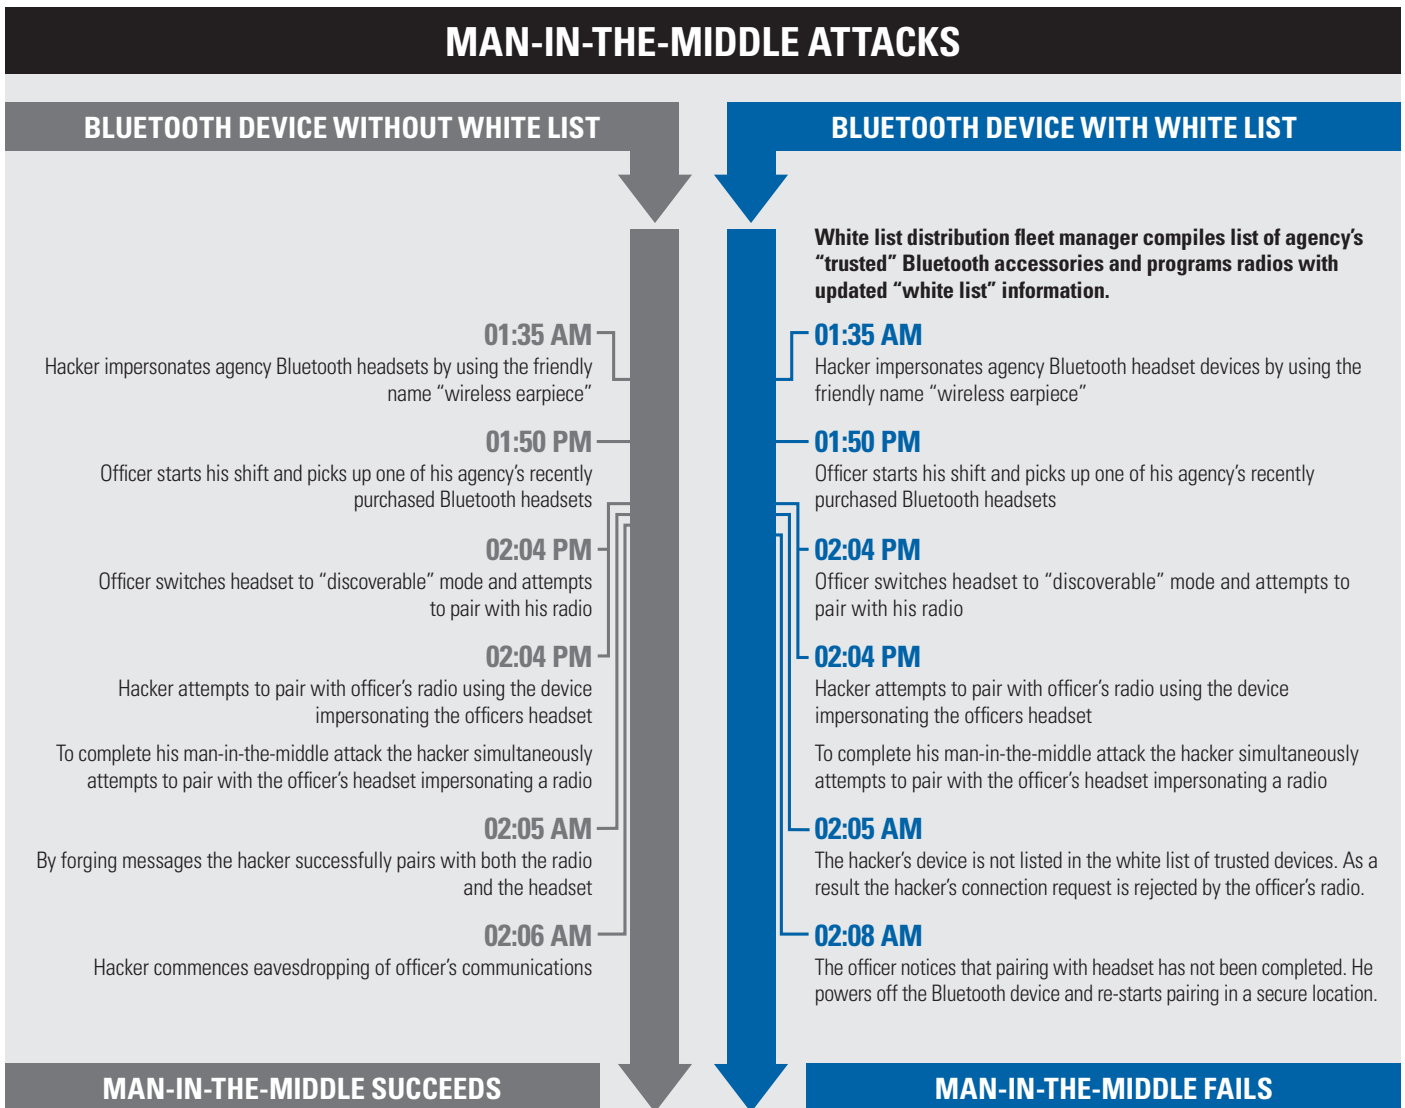 MAN-IN-THE-MIDDLE ATTACKS
BLUETOOTH DEVICE WITHOUT WHITE LIST
01:35 AM
Hacker impersonates agency Bluetooth headsets by using the friendly
name “wireless earpiece”
01:50 PM
Officer starts his shift and picks up one of his agency’s recently
purchased Bluetooth headsets
02:04 PM
Officer switches headset to “discoverable” mode and attempts
to pair with his radio
02:04 PM
Hacker attempts to pair with officer’s radio using the device
impersonating the officers headset
To complete his man-in-the-middle attack the hacker simultaneously
attempts to pair with the officer’s headset impersonating a radio
02:05 AM
By forging messages the hacker successfully pairs with both the radio
and the headset
02:06 AM
Hacker commences eavesdropping of officer’s communications
MAN-IN-THE-MIDDLE SUCCEEDS
BLUETOOTH DEVICE WITH WHITE LIST
White list distribution fleet manager compiles list of agency’s
“trusted” Bluetooth accessories and programs radios with
updated “white list” information.
01:35 AM
Hacker impersonates agency Bluetooth headset devices by using the
friendly name “wireless earpiece”
01:50 PM
Officer starts his shift and picks up one of his agency’s recently
purchased Bluetooth headsets
02:04 PM
Officer switches headset to “discoverable” mode and attempts to
pair with his radio
02:04 PM
Hacker attempts to pair with officer’s radio using the device
impersonating the officers headset
To complete his man-in-the-middle attack the hacker simultaneously
attempts to pair with the officer’s headset impersonating a radio
02:05 AM
The hacker’s device is not listed in the white list of trusted devices. As a
result the hacker’s connection request is rejected by the officer’s radio.
02:08 AM
The officer notices that pairing with headset has not been completed. He
powers off the Bluetooth device and re-starts pairing in a secure location.
MAN-IN-THE-MIDDLE FAILS